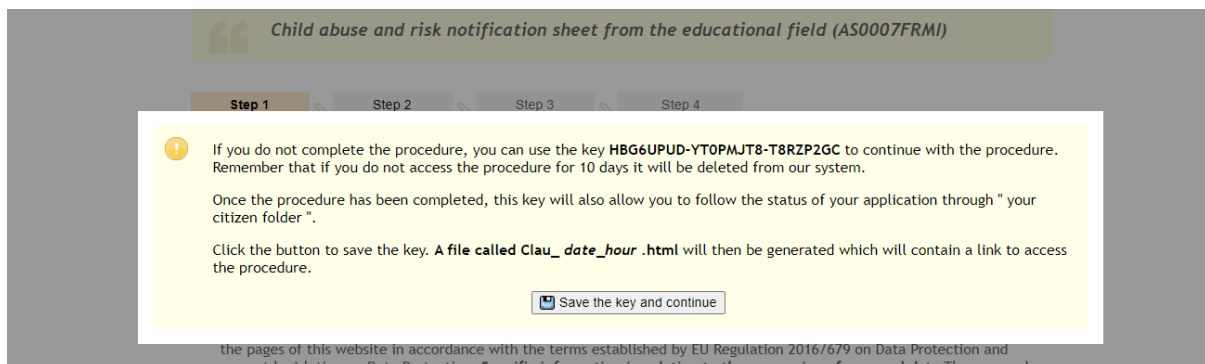 Child abuse and risk notification sheet from the educational field (AS0007FRMI)
Step 1 Step 2 Step 3 Step 4
If you do not complete the procedure, you can use the key HBG6UPUD-YT0PMJT8-T8RZP2GC to continue with the procedure.
Remember that if you do not access the procedure for 10 days it will be deleted from our system.
Once the procedure has been completed, this key will also allow you to follow the status of your application through " your
citizen folder ".
Click the button to save the key. A file called Clau_ date_hour .html will then be generated which will contain a link to access
the procedure.
Save the key and continue
the pages of this website in accordance with the terms established by EU Regulation 2016/679 on Data Protection and